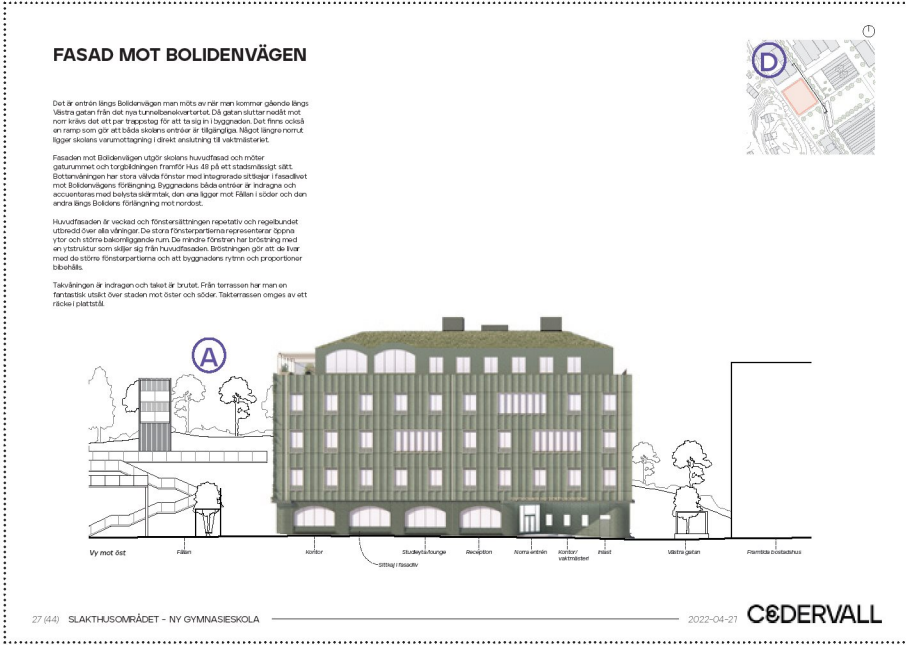 FASAD MOT BOLIDENVÄGEN
D
Det är entrén längs Bolidenvägen man möts av när man kommer gående längs
Västra gatan från det nya tunnelbanekvarteret. Då gatan sluttar nedåt mot
norr krävs det ett par trappsteg för att ta sig in i byggnaden. Det finns också
en ramp som gör att båda skolans entréer är tillgängliga. Något längre norrut
ligger skolans varumottagning i direkt anslutning till vaktmästeriet.
Fasaden mot Bolidenvägen utgör skolans huvudfasad och möter
gaturummet och torgbildningen framför Hus 48 på ett stadsmässigt sätt.
Bottenvåningen har stora välvda fönster med integrerade sittkajer i fasadlivet
mot Bolidenvägens förlängning. Byggnadens båda entréer är indragna och
accuenteras med belysta skärmtak, den ena ligger mot Fållan i söder och den
andra längs Bolidens förlängning mot nordost.
Huvudfasaden är veckad och fönstersättningen repetativ och regelbundet
utbredd över alla våningar. De stora fönsterpartierna representerar öppna
ytor och större bakomliggande rum. De mindre fönstren har bröstning med
en ytstruktur som skiljer sig från huvudfasaden. Bröstningen gör att de livar
med de större fönsterpartierna och att byggnadens rytmn och proportioner
bibehålls.
Takvåningen är indragen och taket är brutet. Från terrassen har man en
fantastisk utsikt över staden mot öster och söder. Takterrassen omges av ett
räcke i plattstål.
A
Vy mot öst
Fållan
Kontor
Sittkaj i fasadliv
Studieyta/lounge
Reception
Norra entrén
Kontor/
vaktmästeri
Inlast
Västra gatan
Framtida bostadshus
27 (44) SLAKTHUSOMRÅDET - NY GYMNASIESKOLA
2022-04-21
CEDERVALL